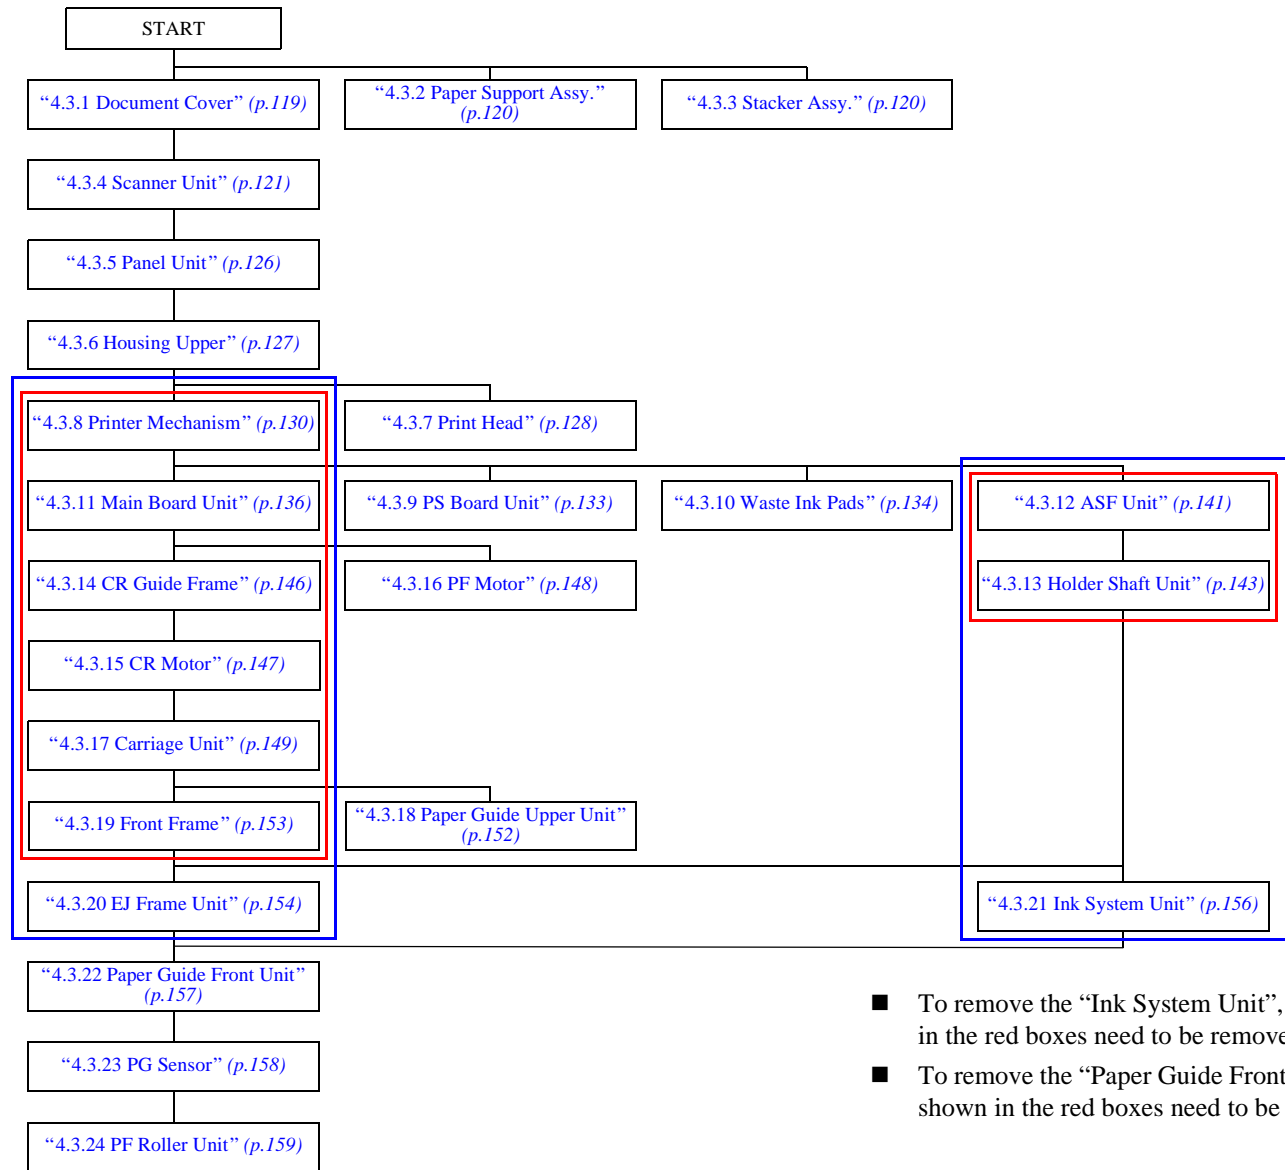 START
“4.3.1 Document Cover” (p.119)
“4.3.2 Paper Support Assy.”
(p.120)
“4.3.3 Stacker Assy.” (p.120)
“4.3.4 Scanner Unit” (p.121)
“4.3.5 Panel Unit” (p.126)
“4.3.6 Housing Upper” (p.127)
“4.3.8 Printer Mechanism” (p.130)
“4.3.7 Print Head” (p.128)
“4.3.11 Main Board Unit” (p.136)
“4.3.9 PS Board Unit” (p.133)
“4.3.10 Waste Ink Pads” (p.134)
“4.3.12 ASF Unit” (p.141)
“4.3.14 CR Guide Frame” (p.146)
“4.3.16 PF Motor” (p.148)
“4.3.13 Holder Shaft Unit” (p.143)
“4.3.15 CR Motor” (p.147)
“4.3.17 Carriage Unit” (p.149)
“4.3.19 Front Frame” (p.153)
“4.3.18 Paper Guide Upper Unit”
(p.152)
“4.3.20 EJ Frame Unit” (p.154)
“4.3.21 Ink System Unit” (p.156)
“4.3.22 Paper Guide Front Unit”
(p.157)
“4.3.23 PG Sensor” (p.158)
“4.3.24 PF Roller Unit” (p.159)
■ To remove the “Ink System Unit”,
in the red boxes need to be remove
■ To remove the “Paper Guide Front
shown in the red boxes need to be